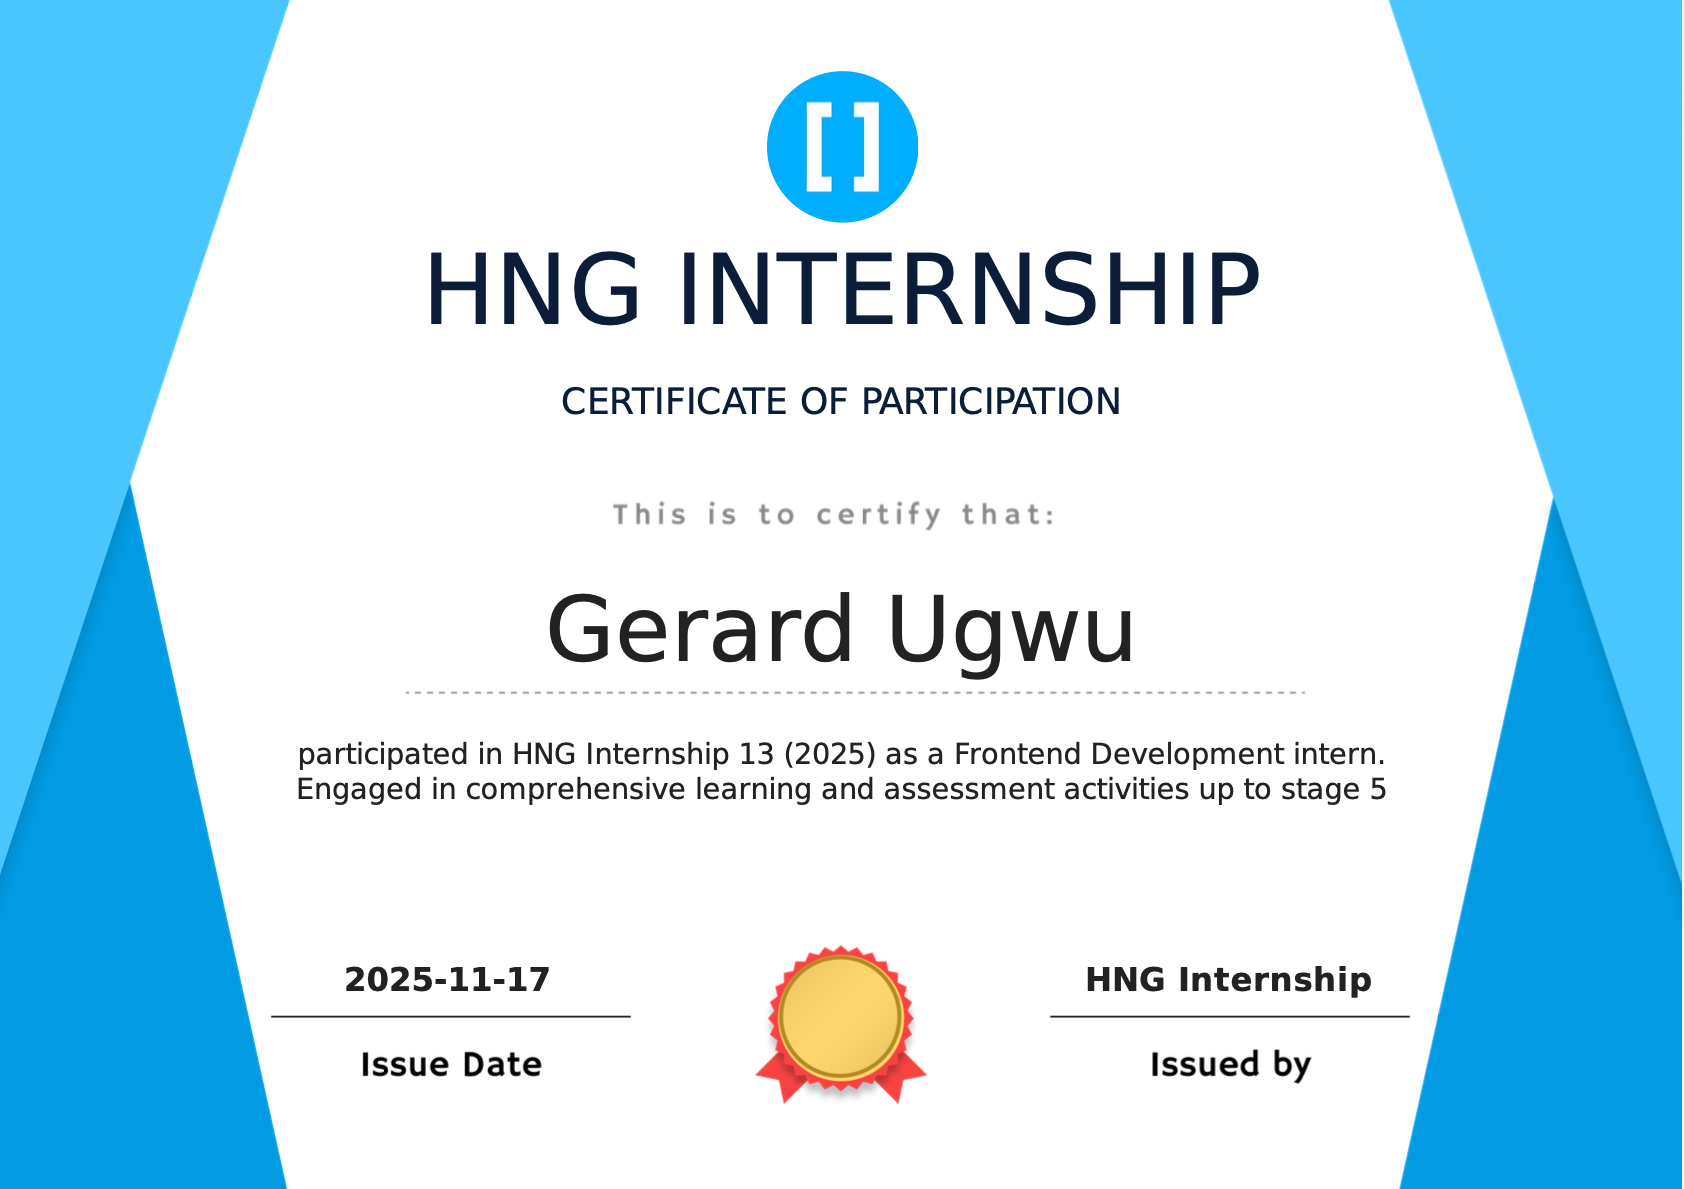 [ ]
HNG INTERNSHIP
CERTIFICATE OF PARTICIPATION
This is to certify that:
Gerard Ugwu
participated in HNG Internship 13 (2025) as a Frontend Development intern.
Engaged in comprehensive learning and assessment activities up to stage 5
2025-11-17
Issue Date
HNG Internship
Issued by